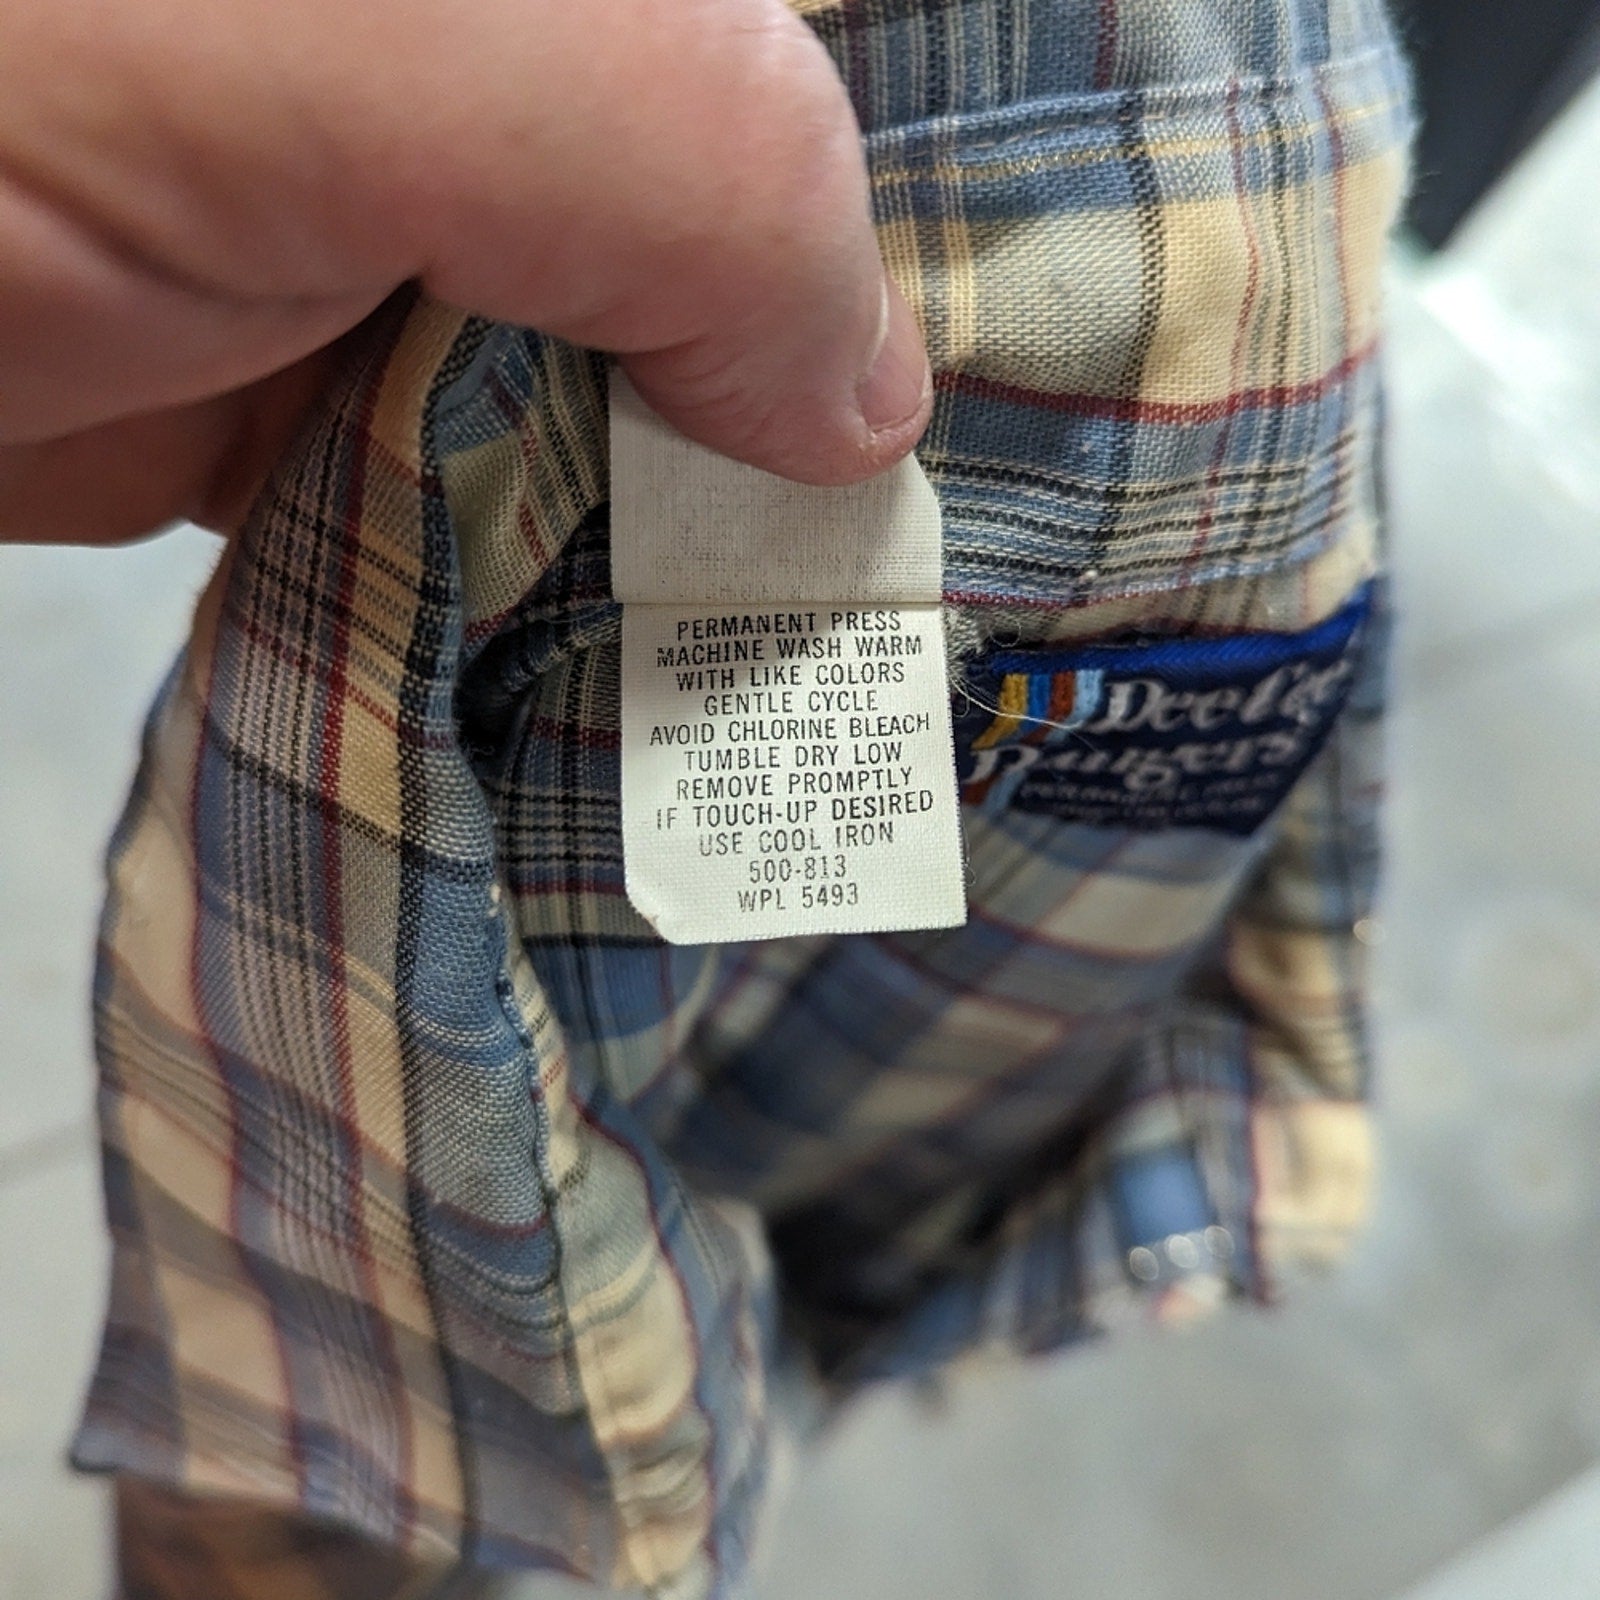 PERMANENT PRESS
MACHINE WASH WARM
WITH LIKE COLORS
GENTLE CYCLE
AVOID CHLORINE BLEACH
TUMBLE DRY LOW
REMOVE PROMPTLY
IF TOUCH-UP DESIRED
USE COOL IRON
500-813
WPL 5493